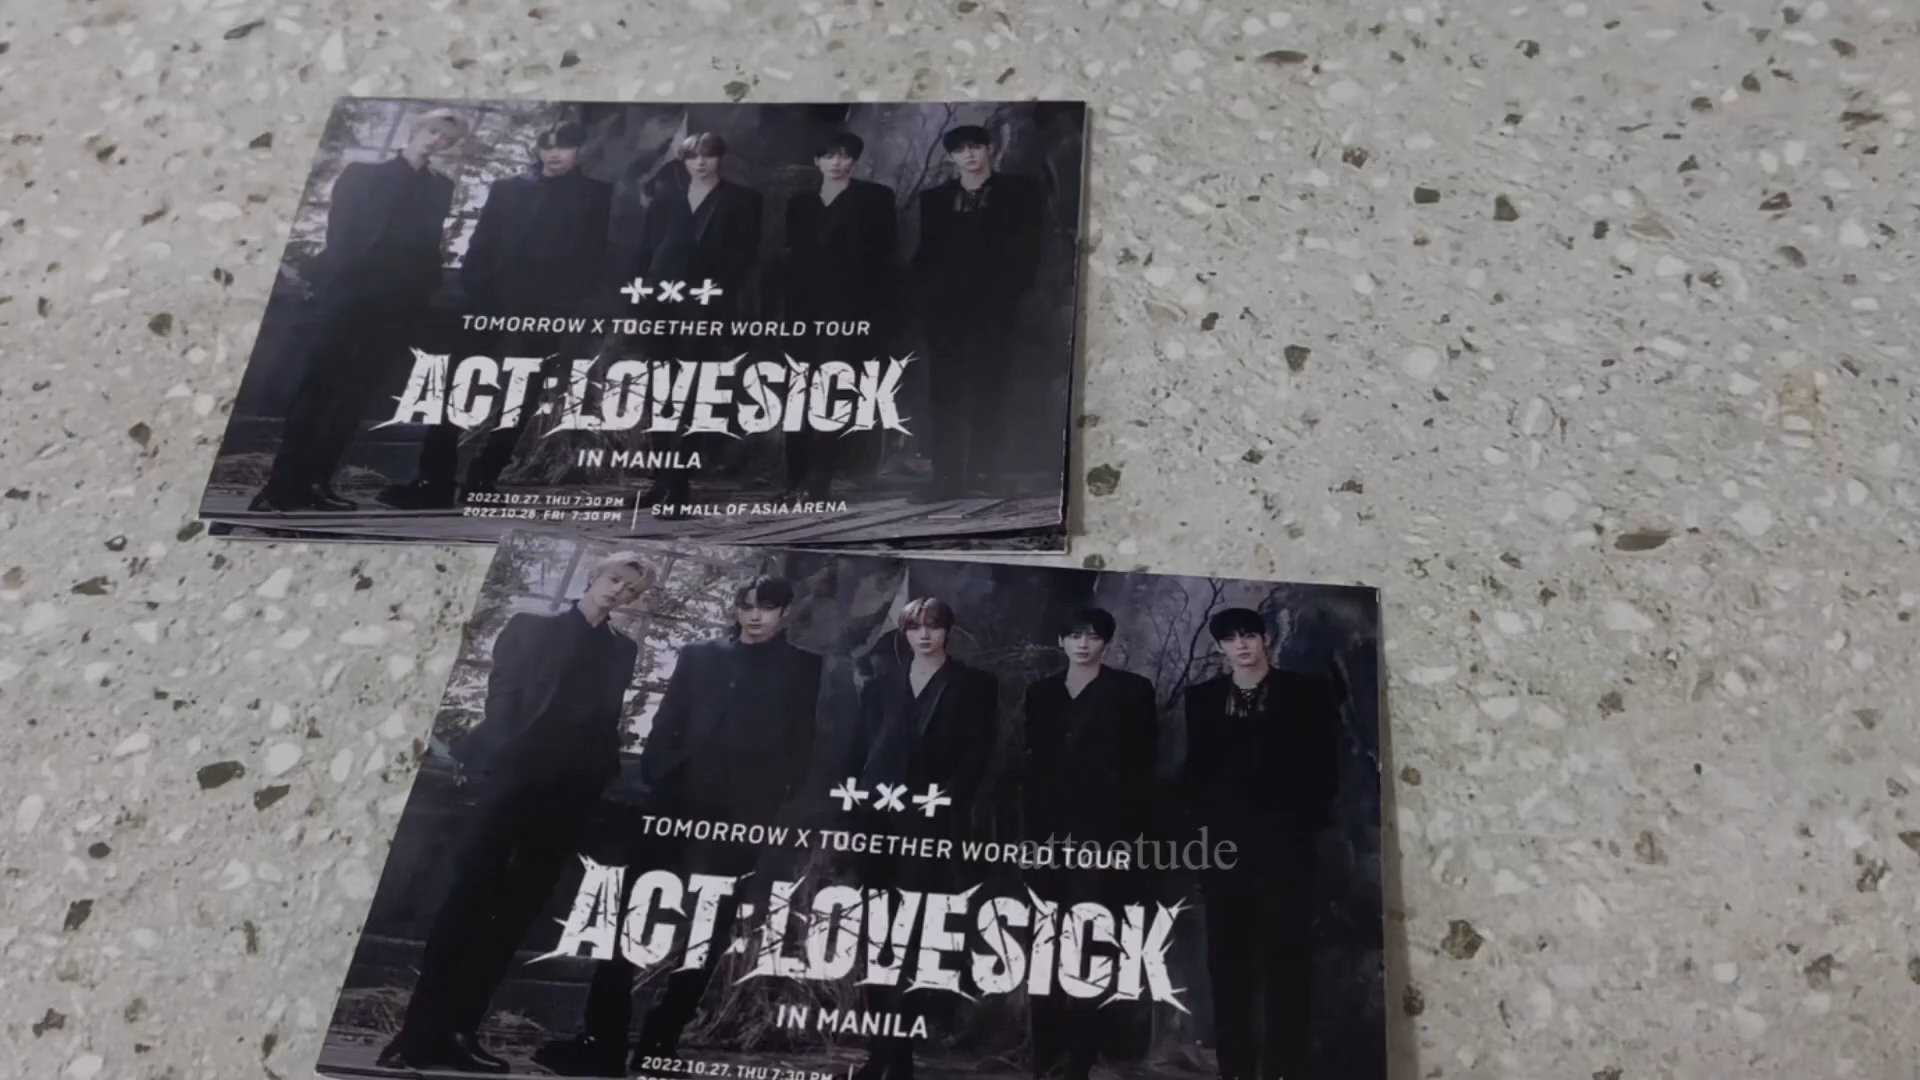 +x+
TOMORROW X TOGETHER WORLD TOUR
ACT:LOVESICK
IN MANILA
2022.10.27. THU 7:30 PM
2022.10.28. FRI 7:30 PM
SM MALL OF ASIA ARENA
+x+
TOMORROW X TOGETHER WORLD TOUR
attaetude
ACT:LOVESICK
IN MANILA
2022.10.27. THU 7:30 PM